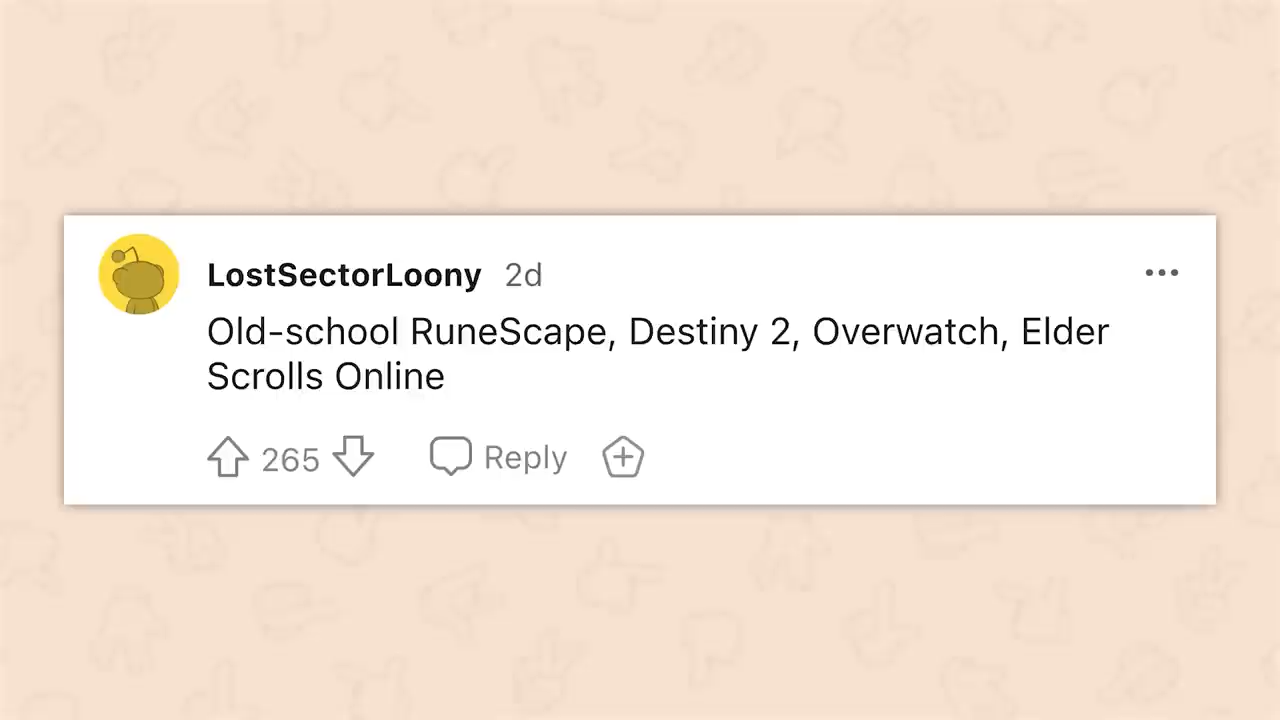 LostSectorLoony 2d
Old-school RuneScape, Destiny 2, Overwatch, Elder
Scrolls Online
265 Reply